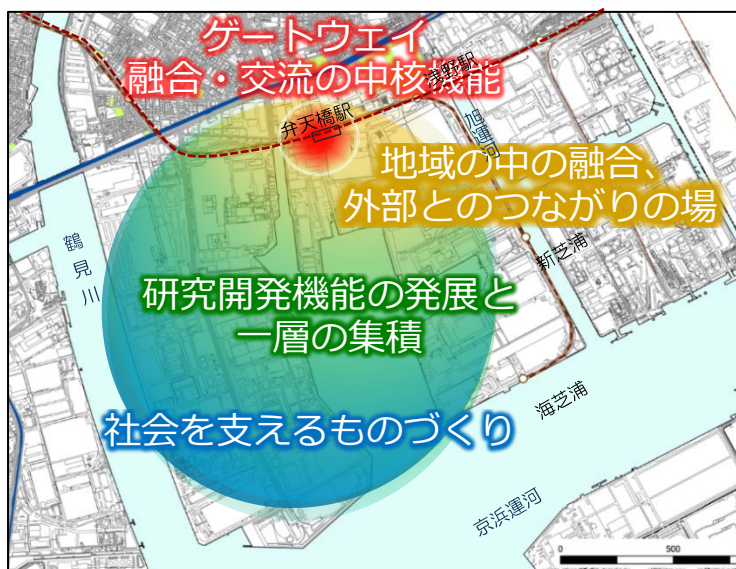 ゲートウェイ
融合・交流の中核機能
浅野駅
弁天橋駅
旭運河
地域の中の融合、
外部とのつながりの場
鶴見川
新芝浦
研究開発機能の発展と
一層の集積
海芝浦
社会を支えるものづくり
京浜運河
0 500